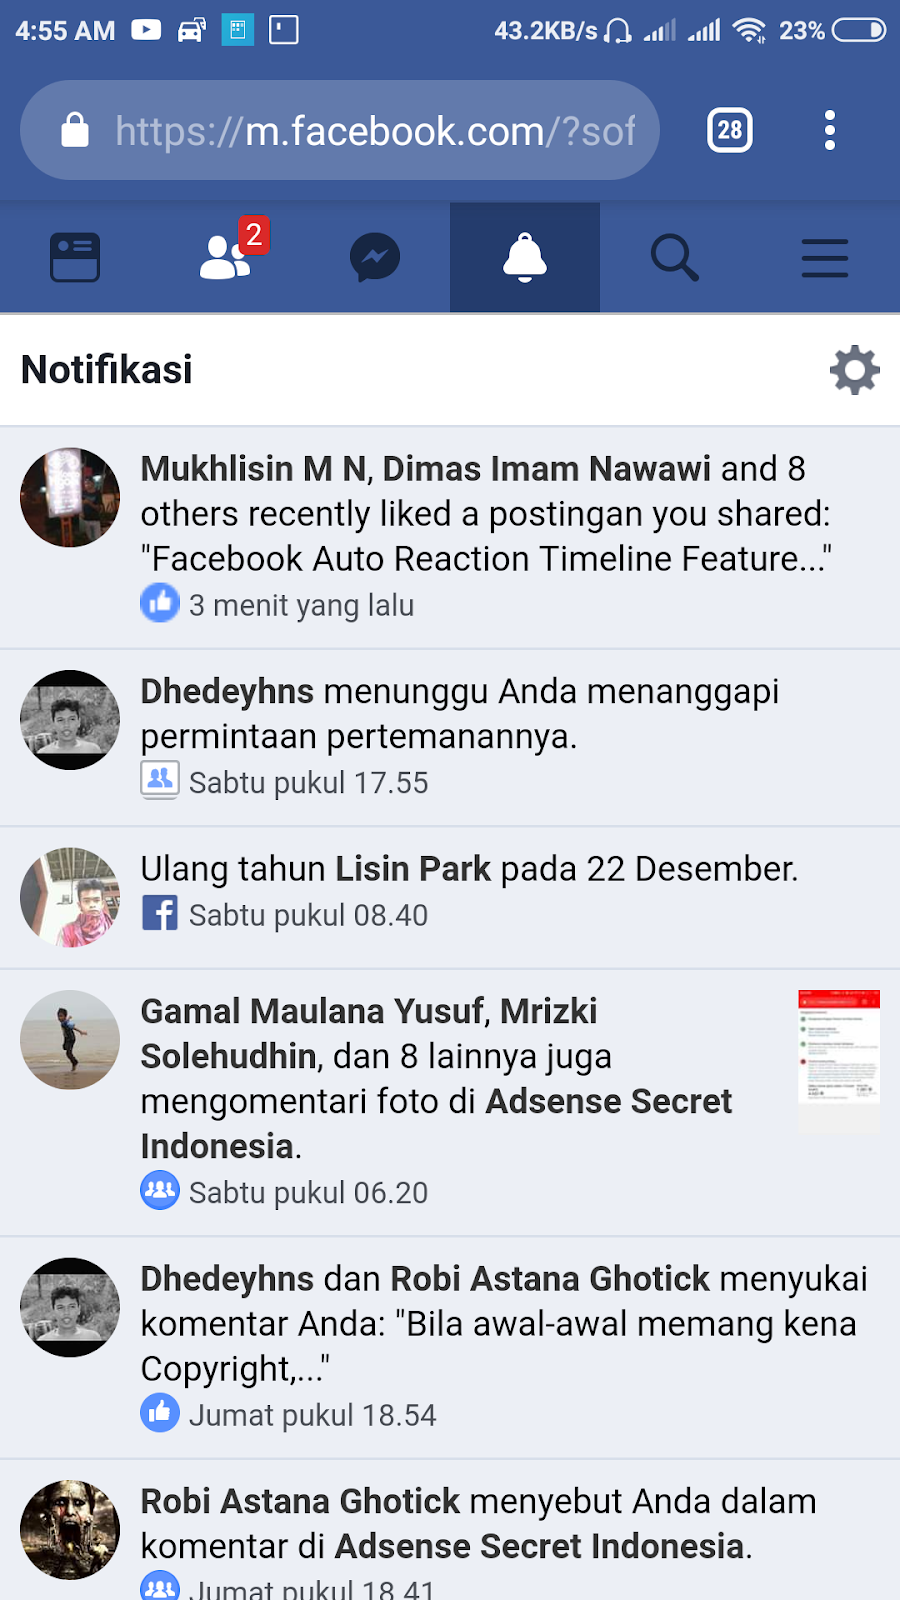 4:55 AM 43.2KB/s 23%
https://m.facebook.com/?sof 28
2
Notifikasi
Mukhlisin M N, Dimas Imam Nawawi and 8
others recently liked a postingan you shared:
"Facebook Auto Reaction Timeline Feature..."
3 menit yang lalu
Dhedeyhns menunggu Anda menanggapi
permintaan pertemanannya.
Sabtu pukul 17.55
Ulang tahun Lisin Park pada 22 Desember.
Sabtu pukul 08.40
Gamal Maulana Yusuf, Mrizki
Solehudhin, dan 8 lainnya juga
mengomentari foto di Adsense Secret
Indonesia.
Sabtu pukul 06.20
Dhedeyhns dan Robi Astana Ghotick menyukai
komentar Anda: "Bila awal-awal memang kena
Copyright,..."
Jumat pukul 18.54
Robi Astana Ghotick menyebut Anda dalam
komentar di Adsense Secret Indonesia.
Jumat pukul 18.41